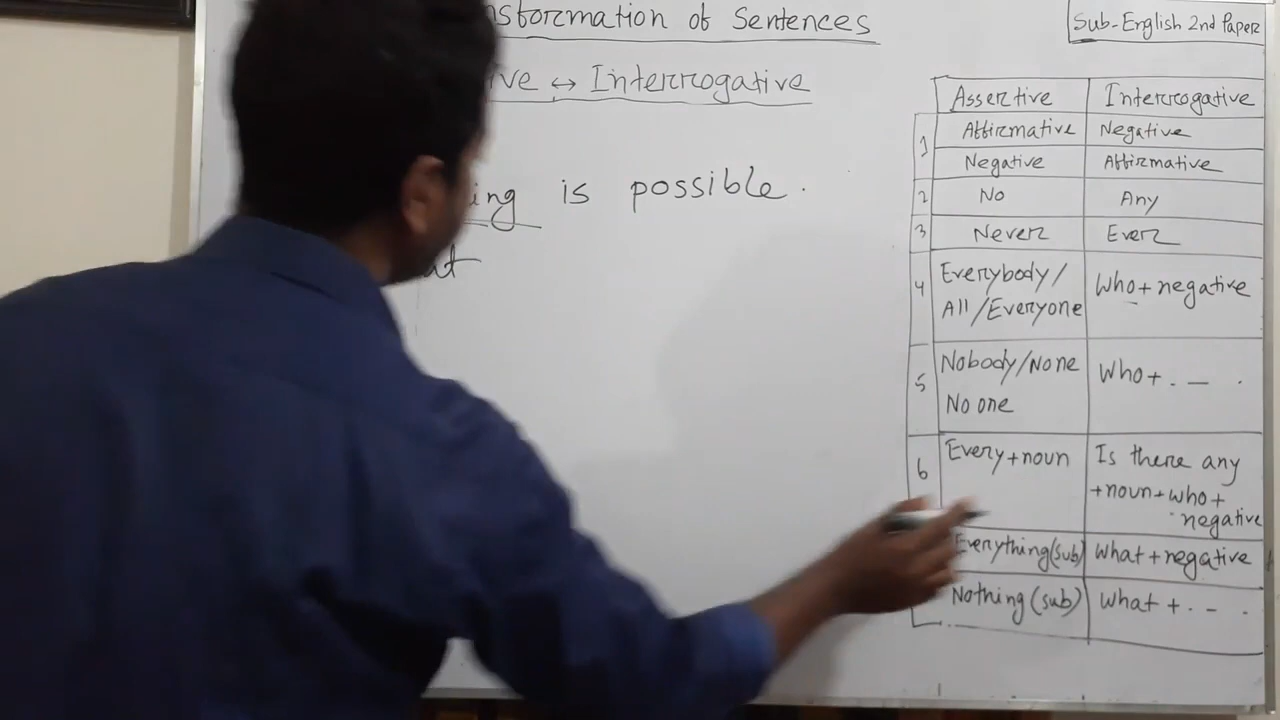 nsformation of Sentences
Sub-English 2nd Paper
ive ↔ Interrogative
ing is possible.
at
Assertive Interrogative
1 Affirmative Negative
Negative Affirmative
2 No Any
3 Never Ever
4 Everybody/ Who+negative
All/Everyone
5 Nobody/None Who+ . — .
No one
6 Every+noun Is there any
+noun+who+
negative
Everything(sub) What+negative
Nothing(sub) What + . - .